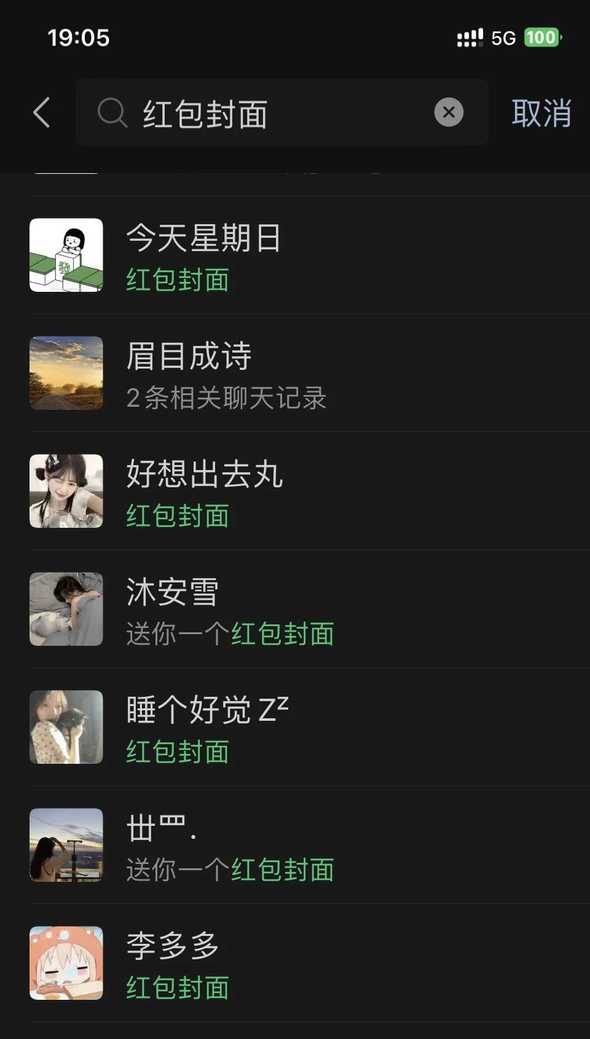 19:05
5G 100
红包封面
取消
今天星期日
红包封面
眉目成诗
2条相关聊天记录
好想出去丸
红包封面
沐安雪
送你一个红包封面
睡个好觉 Zᶻ
红包封面
丗罒.
送你一个红包封面
李多多
红包封面